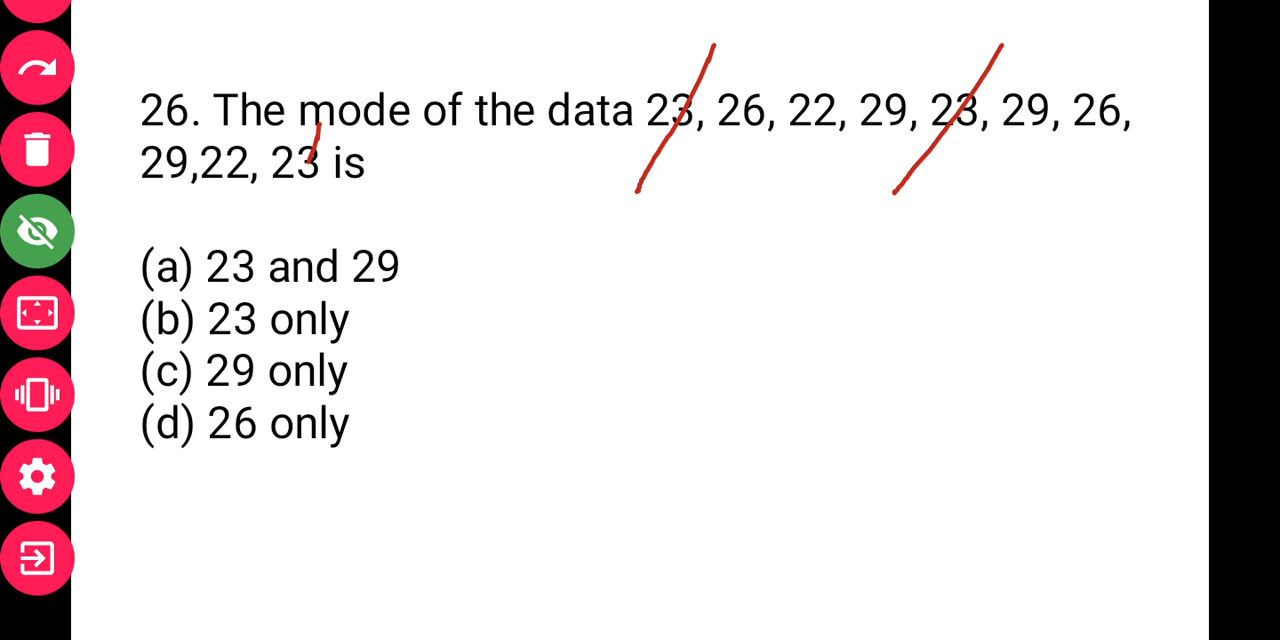 26. The mode of the data 23, 26, 22, 29, 23, 29, 26,
29,22, 23 is
(a) 23 and 29
(b) 23 only
(c) 29 only
(d) 26 only